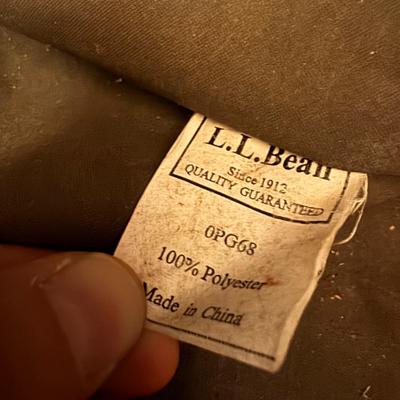 L.L.Bean
Since 1912
QUALITY GUARANTEED
0PG68
100% Polyester
Made in China